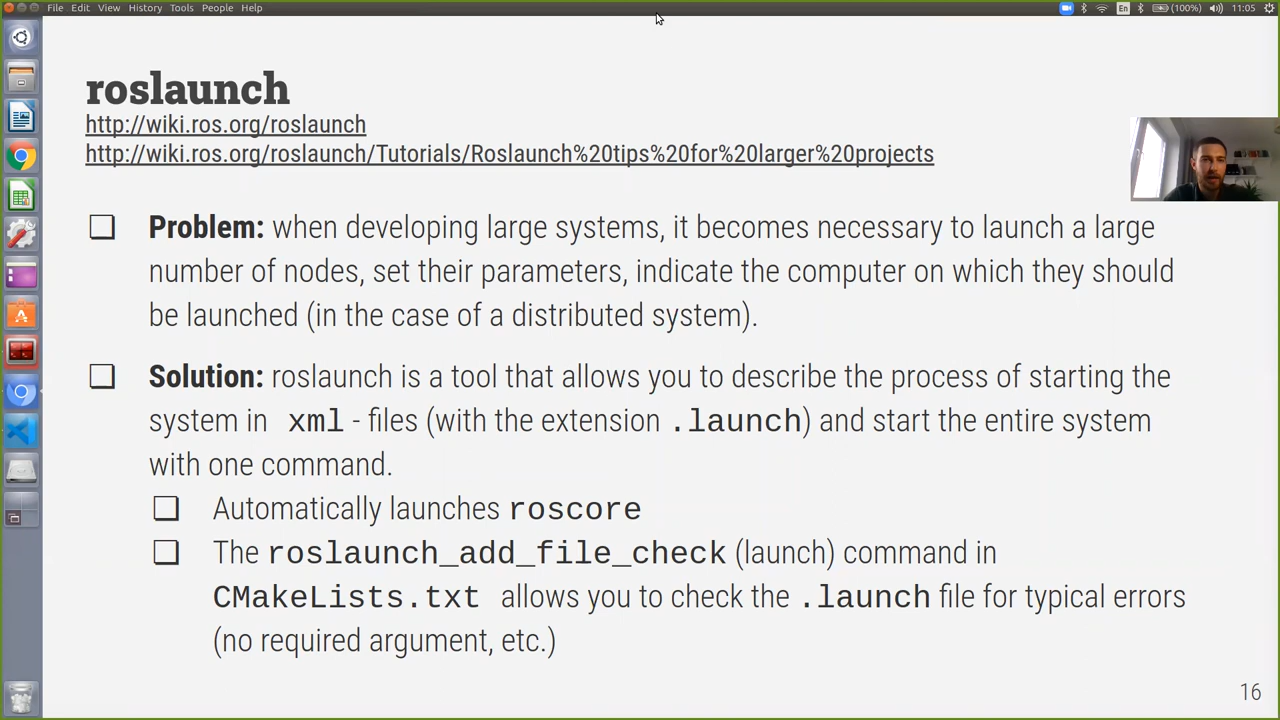 File Edit View History Tools People Help
En (100%) 11:05
roslaunch
http://wiki.ros.org/roslaunch
http://wiki.ros.org/roslaunch/Tutorials/Roslaunch%20tips%20for%20larger%20projects
Problem: when developing large systems, it becomes necessary to launch a large
number of nodes, set their parameters, indicate the computer on which they should
be launched (in the case of a distributed system).
Solution: roslaunch is a tool that allows you to describe the process of starting the
system in xml - files (with the extension .launch) and start the entire system
with one command.
Automatically launches roscore
The roslaunch_add_file_check (launch) command in
CMakeLists.txt allows you to check the .launch file for typical errors
(no required argument, etc.)
16